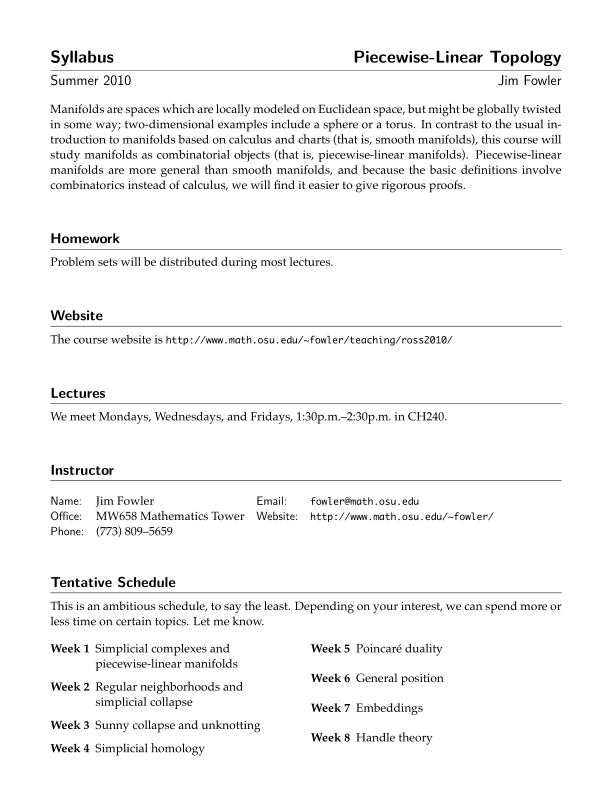 Syllabus Piecewise-Linear Topology
Summer 2010 Jim Fowler
Manifolds are spaces which are locally modeled on Euclidean space, but might be globally twisted
in some way; two-dimensional examples include a sphere or a torus. In contrast to the usual in-
troduction to manifolds based on calculus and charts (that is, smooth manifolds), this course will
study manifolds as combinatorial objects (that is, piecewise-linear manifolds). Piecewise-linear
manifolds are more general than smooth manifolds, and because the basic definitions involve
combinatorics instead of calculus, we will find it easier to give rigorous proofs.
Homework
Problem sets will be distributed during most lectures.
Website
The course website is http://www.math.osu.edu/~fowler/teaching/ross2010/
Lectures
We meet Mondays, Wednesdays, and Fridays, 1:30p.m.–2:30p.m. in CH240.
Instructor
Name: Jim Fowler Email: fowler@math.osu.edu
Office: MW658 Mathematics Tower Website: http://www.math.osu.edu/~fowler/
Phone: (773) 809–5659
Tentative Schedule
This is an ambitious schedule, to say the least. Depending on your interest, we can spend more or
less time on certain topics. Let me know.
Week 1 Simplicial complexes and
piecewise-linear manifolds
Week 2 Regular neighborhoods and
simplicial collapse
Week 3 Sunny collapse and unknotting
Week 4 Simplicial homology
Week 5 Poincaré duality
Week 6 General position
Week 7 Embeddings
Week 8 Handle theory